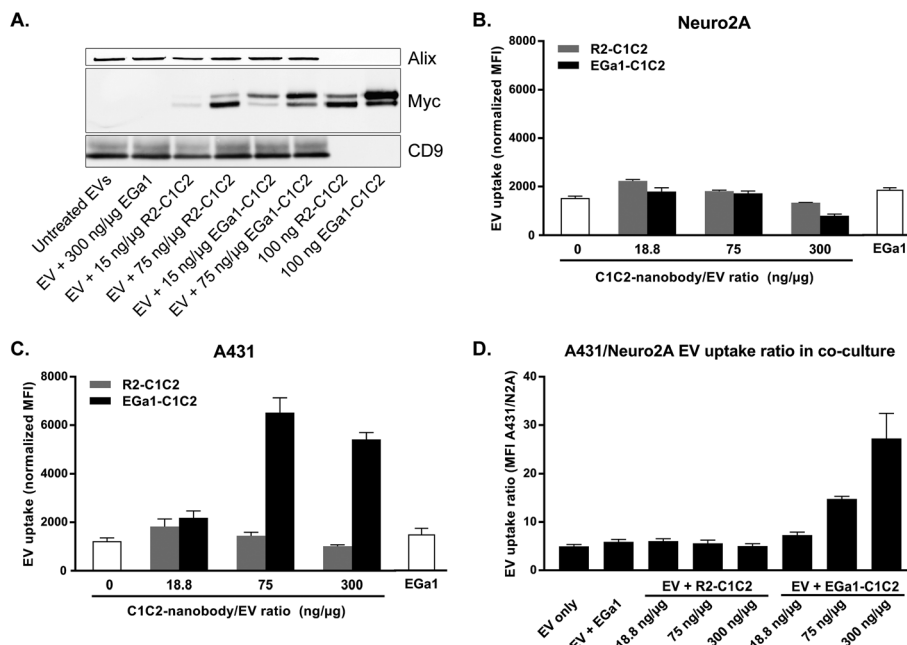 A.
Alix
Myc
CD9
Untreated EVs
EV + 300 ng/µg EGa1
EV + 15 ng/µg R2-C1C2
EV + 75 ng/µg R2-C1C2
EV + 15 ng/µg EGa1-C1C2
EV + 75 ng/µg EGa1-C1C2
100 ng R2-C1C2
100 ng EGa1-C1C2
B.
Neuro2A
EV uptake (normalized MFI)
8000
6000
4000
2000
0
R2-C1C2
EGa1-C1C2
0 18.8 75 300 EGa1
C1C2-nanobody/EV ratio (ng/µg)
C.
A431
EV uptake (normalized MFI)
8000
6000
4000
2000
0
R2-C1C2
EGa1-C1C2
0 18.8 75 300 EGa1
C1C2-nanobody/EV ratio (ng/µg)
D.
A431/Neuro2A EV uptake ratio in co-culture
EV uptake ratio (MFI A431/N2A)
40
30
20
10
0
EV only
EV + EGa1
EV + R2-C1C2
18.8 ng/µg
75 ng/µg
300 ng/µg
EV + EGa1-C1C2
18.8 ng/µg
75 ng/µg
300 ng/µg